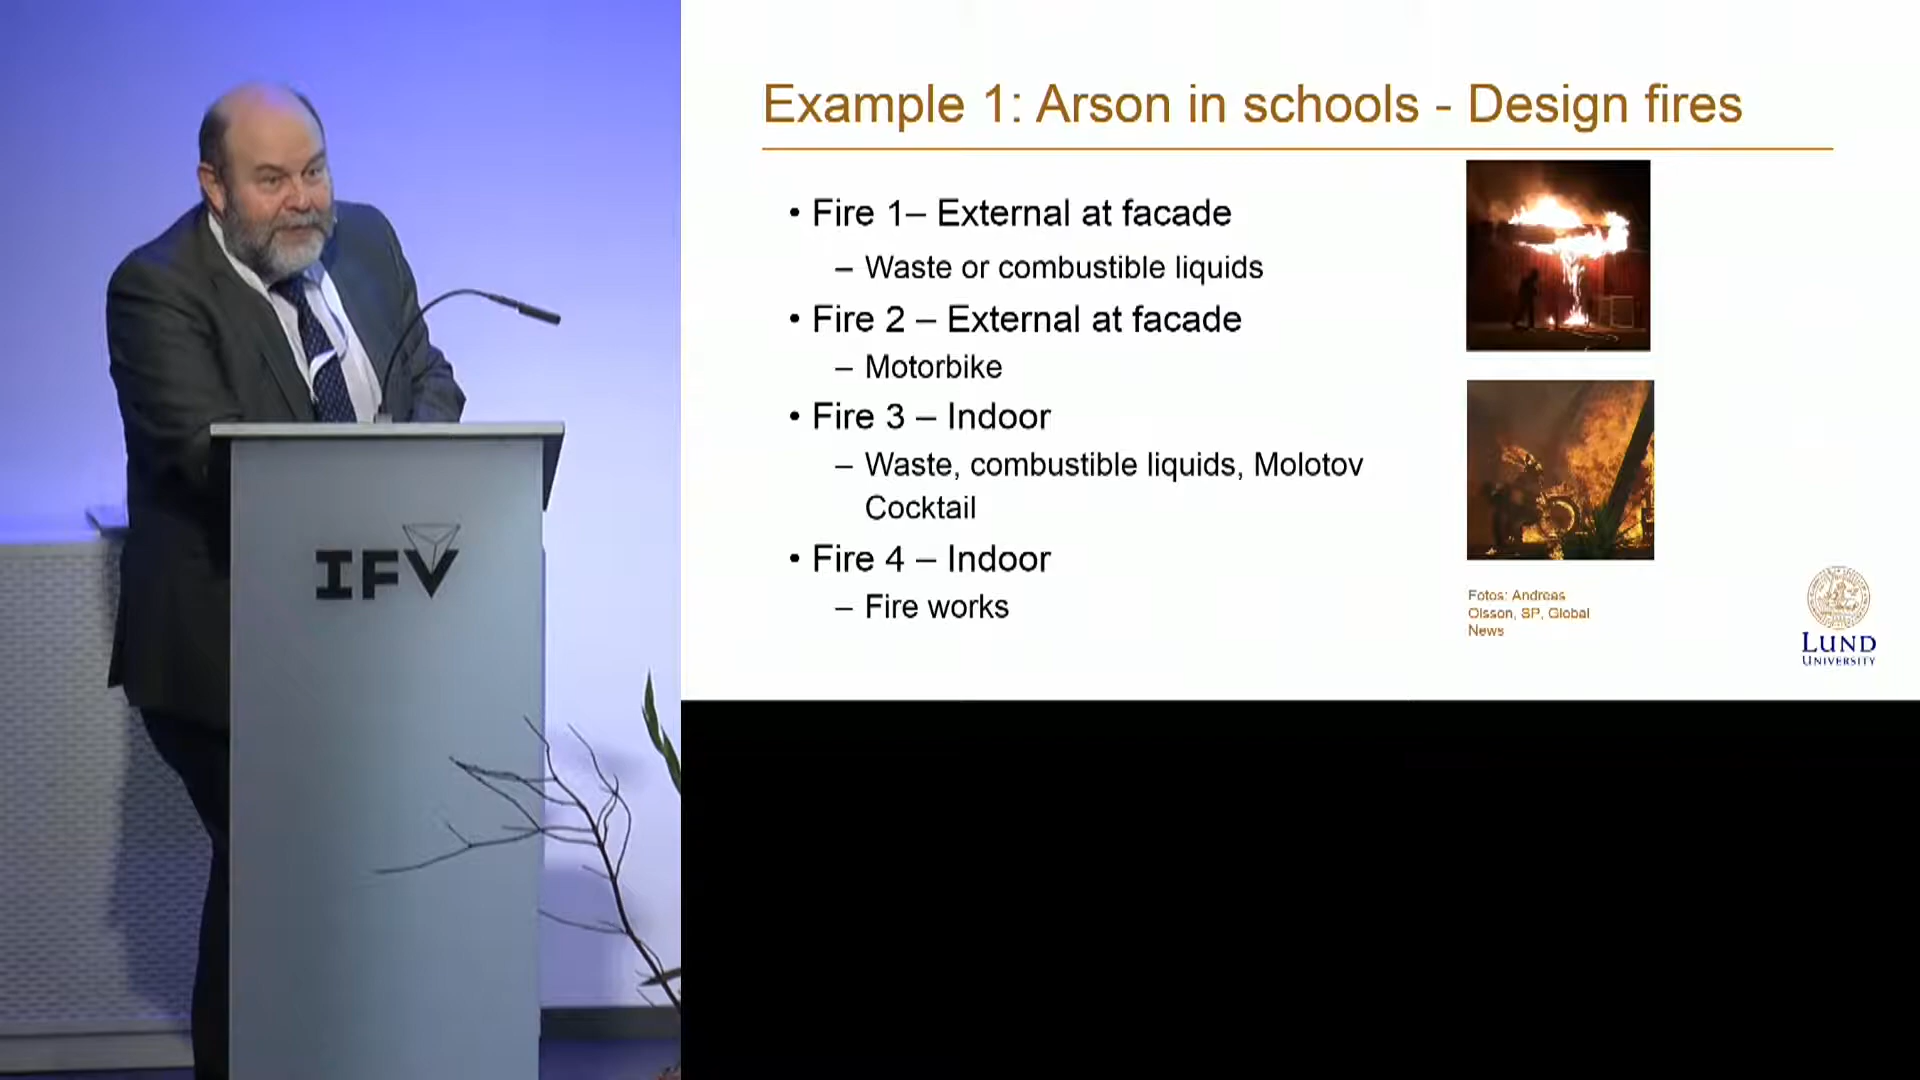 IFV
Example 1: Arson in schools - Design fires
• Fire 1– External at facade
– Waste or combustible liquids
• Fire 2 – External at facade
– Motorbike
• Fire 3 – Indoor
– Waste, combustible liquids, Molotov
Cocktail
• Fire 4 – Indoor
– Fire works
Fotos: Andreas
Olsson, SP, Global
News
LUND
UNIVERSITY